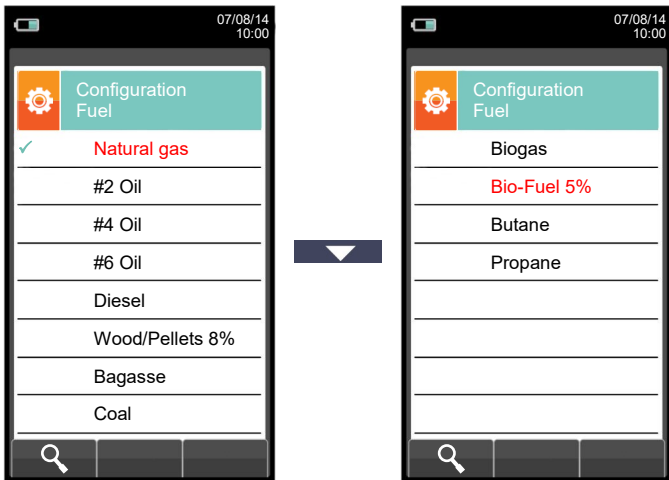 07/08/14
10:00
Configuration
Fuel
Natural gas
#2 Oil
#4 Oil
#6 Oil
Diesel
Wood/Pellets 8%
Bagasse
Coal
07/08/14
10:00
Configuration
Fuel
Biogas
Bio-Fuel 5%
Butane
Propane